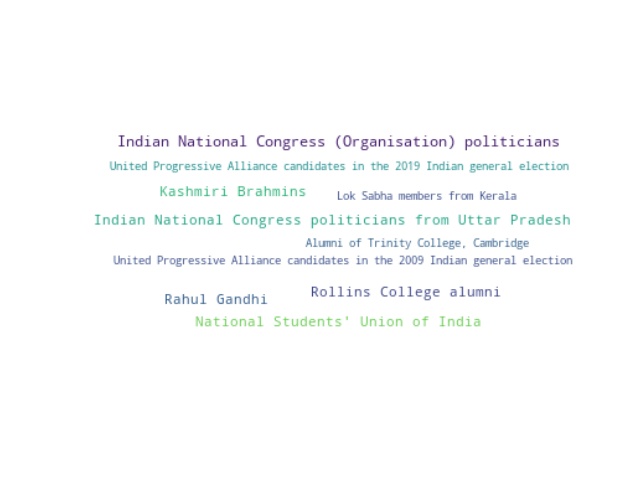 Indian National Congress (Organisation) politicians
United Progressive Alliance candidates in the 2019 Indian general election
Kashmiri Brahmins
Lok Sabha members from Kerala
Indian National Congress politicians from Uttar Pradesh
Alumni of Trinity College, Cambridge
United Progressive Alliance candidates in the 2009 Indian general election
Rollins College alumni
Rahul Gandhi
National Students' Union of India